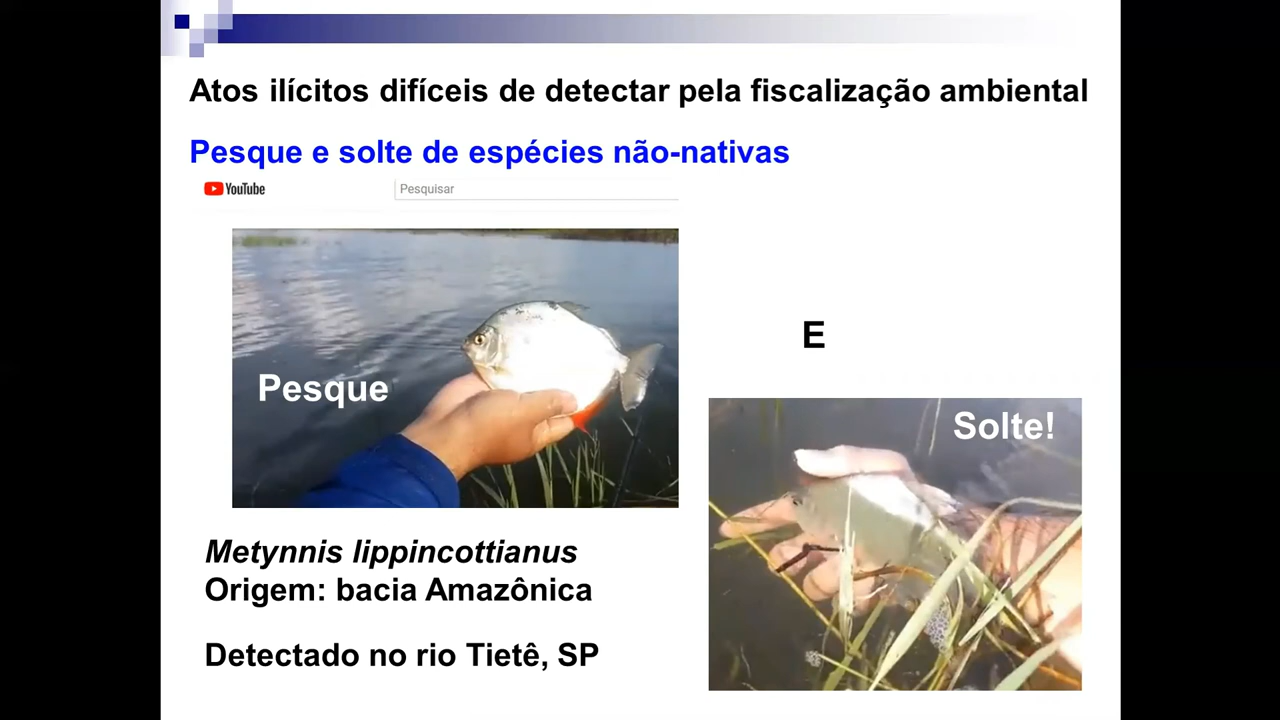 Atos ilícitos difíceis de detectar pela fiscalização ambiental
Pesque e solte de espécies não-nativas
YouTube
Pesquisar
Pesque
E
Solte!
Metynnis lippincottianus
Origem: bacia Amazônica
Detectado no rio Tietê, SP